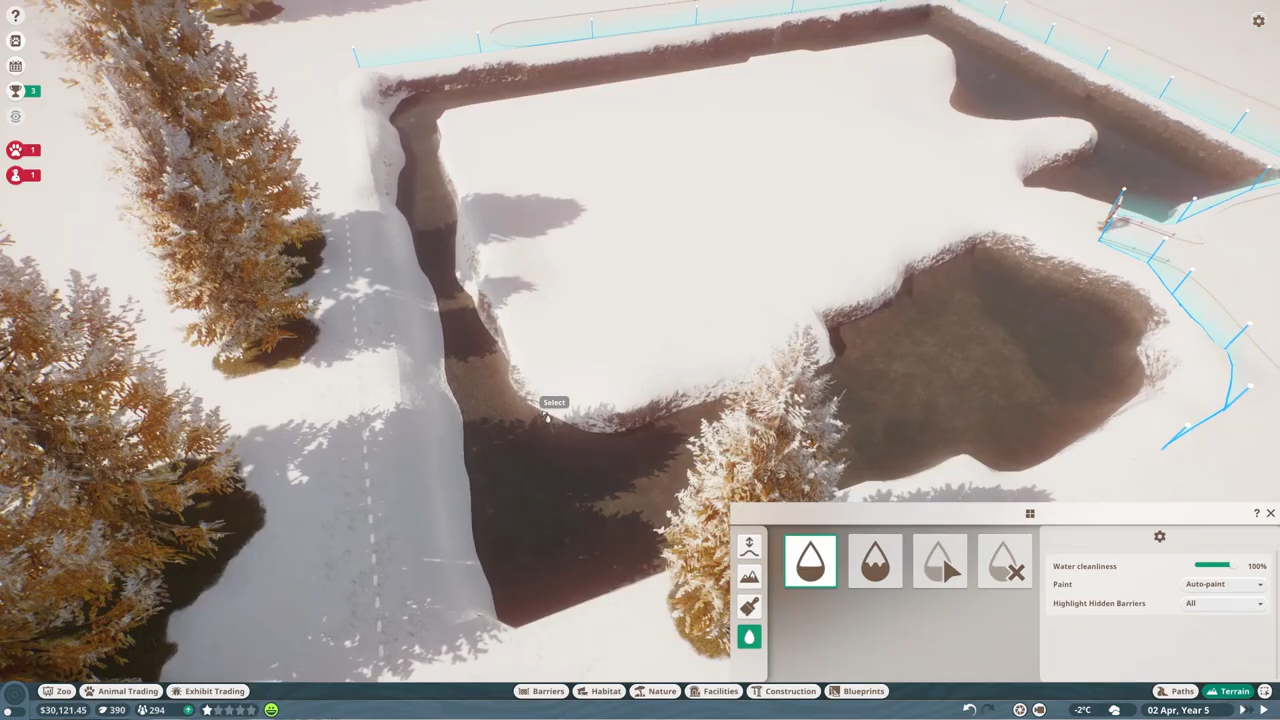 ?
3
1
1
Select
? ×
Water cleanliness 100%
Paint Auto-paint
Highlight Hidden Barriers All
Zoo Animal Trading Exhibit Trading Barriers Habitat Nature Facilities Construction Blueprints Paths Terrain
$30,121.45 390 294 -2°C 02 Apr, Year 5